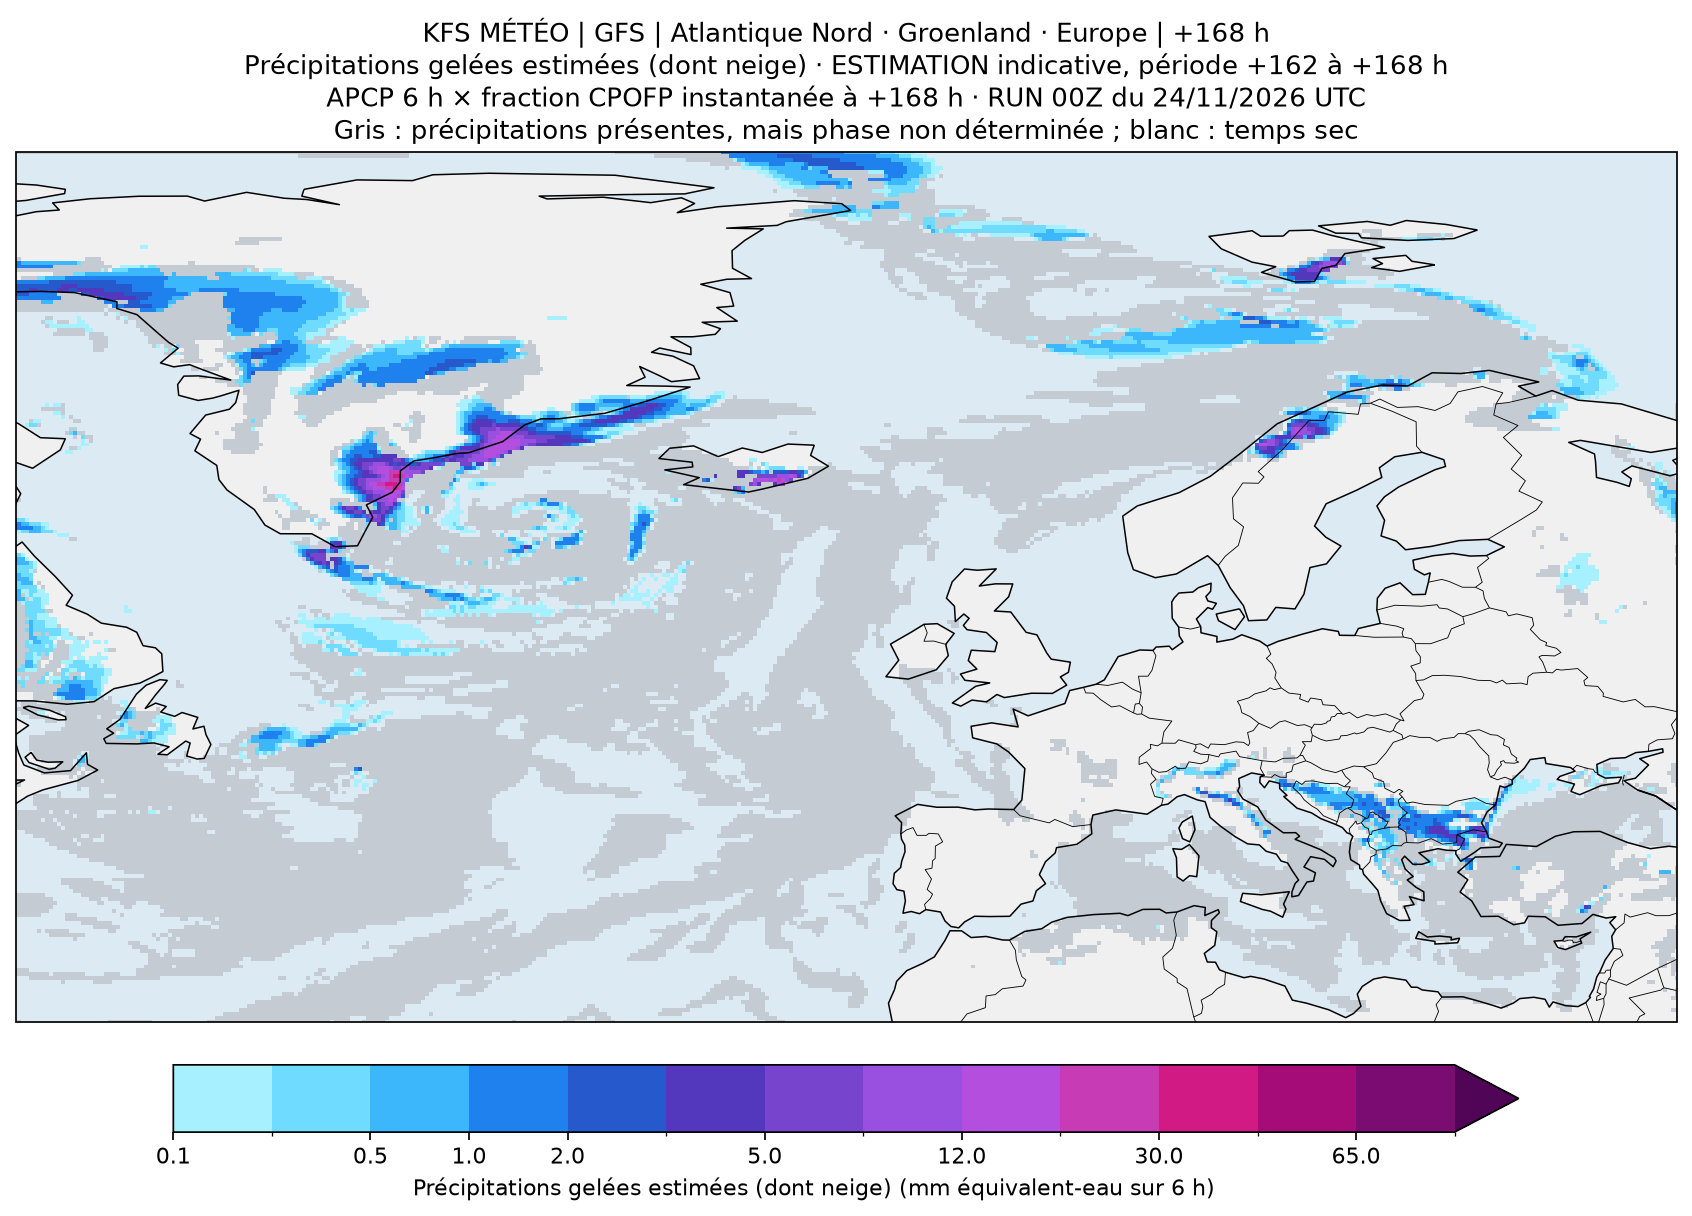 KFS MÉTÉO | GFS | Atlantique Nord · Groenland · Europe | +168 h
Précipitations gelées estimées (dont neige) · ESTIMATION indicative, période +162 à +168 h
APCP 6 h × fraction CPOFP instantanée à +168 h · RUN 00Z du 24/11/2026 UTC
Gris : précipitations présentes, mais phase non déterminée ; blanc : temps sec
0.1 0.5 1.0 2.0 5.0 12.0 30.0 65.0
Précipitations gelées estimées (dont neige) (mm équivalent-eau sur 6 h)